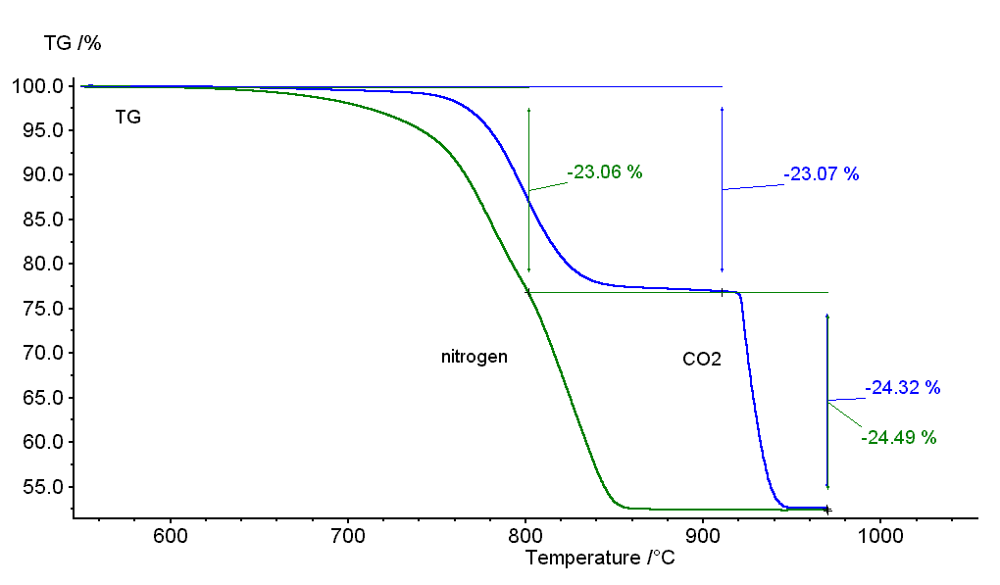 TG /%
100.0
TG
95.0
-23.06 %
-23.07 %
90.0
85.0
80.0
75.0
nitrogen
CO2
70.0
-24.32 %
65.0
-24.49 %
60.0
55.0
600 700 800 900 1000
Temperature /°C